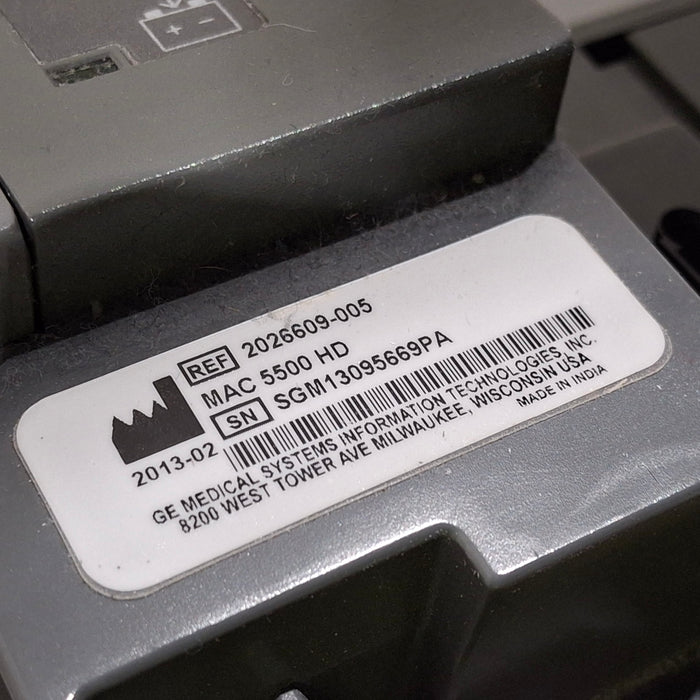 REF 2026609-005
MAC 5500 HD
SN SGM13095669PA
2013-02
GE MEDICAL SYSTEMS INFORMATION TECHNOLOGIES, INC.
8200 WEST TOWER AVE MILWAUKEE, WISCONSIN USA
MADE IN INDIA